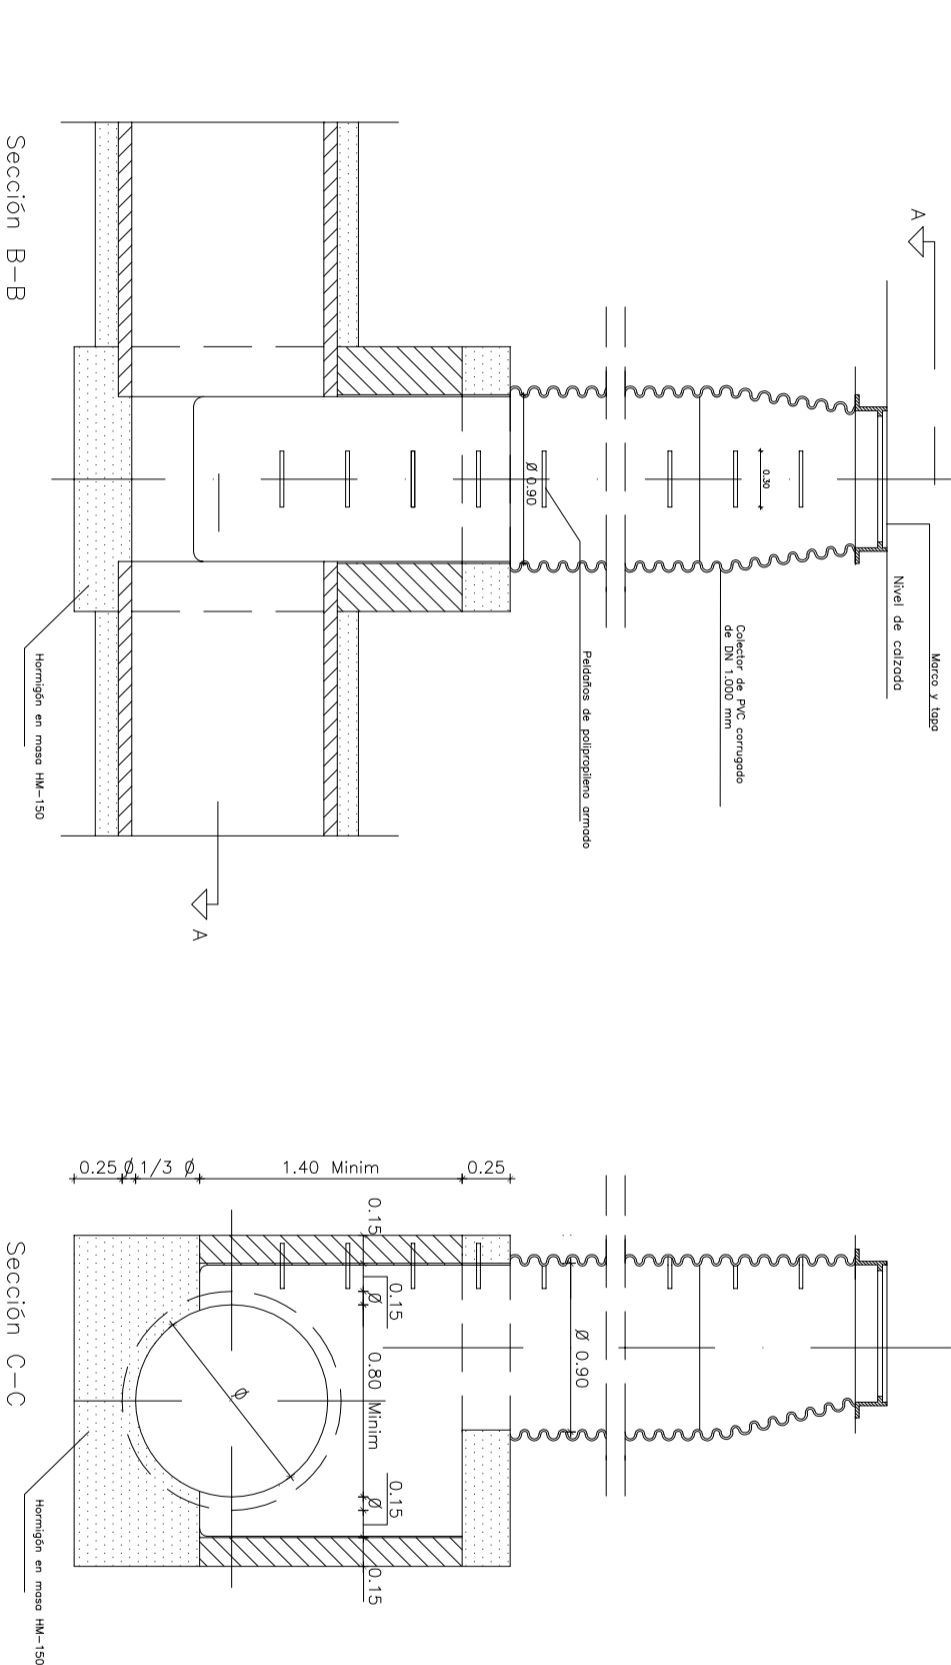 A
Marco y tapa
Nivel de calzada
0.30
Colector de PVC corrugado
de DN 1.000 mm
Ø 0.90
Peldaños de polipropileno armado
A
Hormigón en masa HM-150
Sección B-B
0.25 Ø 1/3 Ø 1.40 Minim 0.25
Ø 0.90
0.15 0.15 Ø 0.80 Minim Ø 0.15 0.15
Ø
Hormigón en masa HM-150
Sección C-C